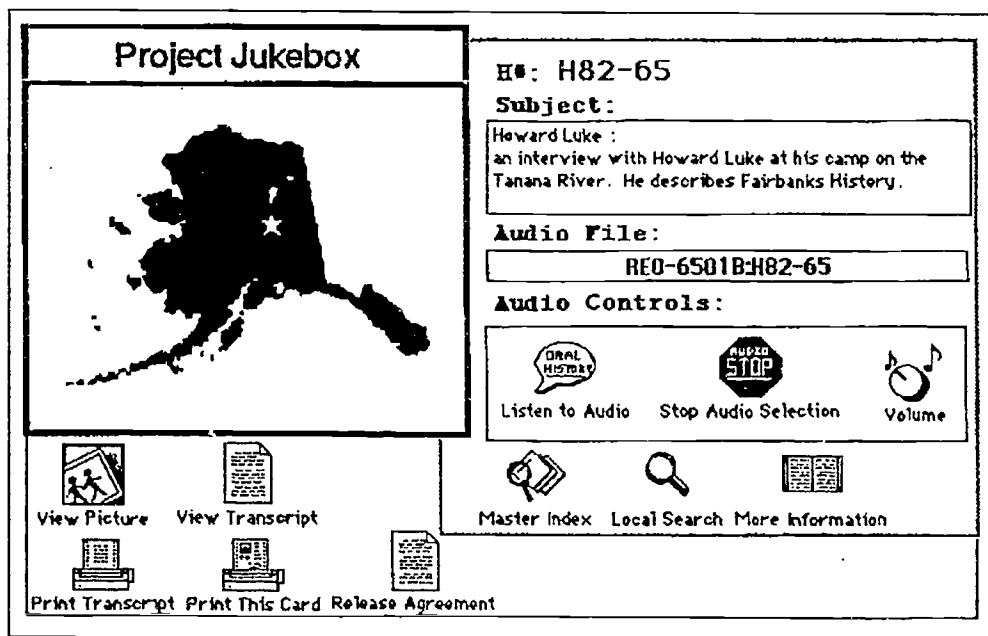 Project Jukebox
H#: H82-65
Subject:
Howard Luke :
an interview with Howard Luke at his camp on the
Tanana River. He describes Fairbanks History.
Audio File:
REO-6501B:H82-65
Audio Controls:
ORAL
HISTORY
AUDIO
STOP
Listen to Audio
Stop Audio Selection
Volume
View Picture
View Transcript
Master Index
Local Search
More Information
Print Transcript
Print This Card
Release Agreement